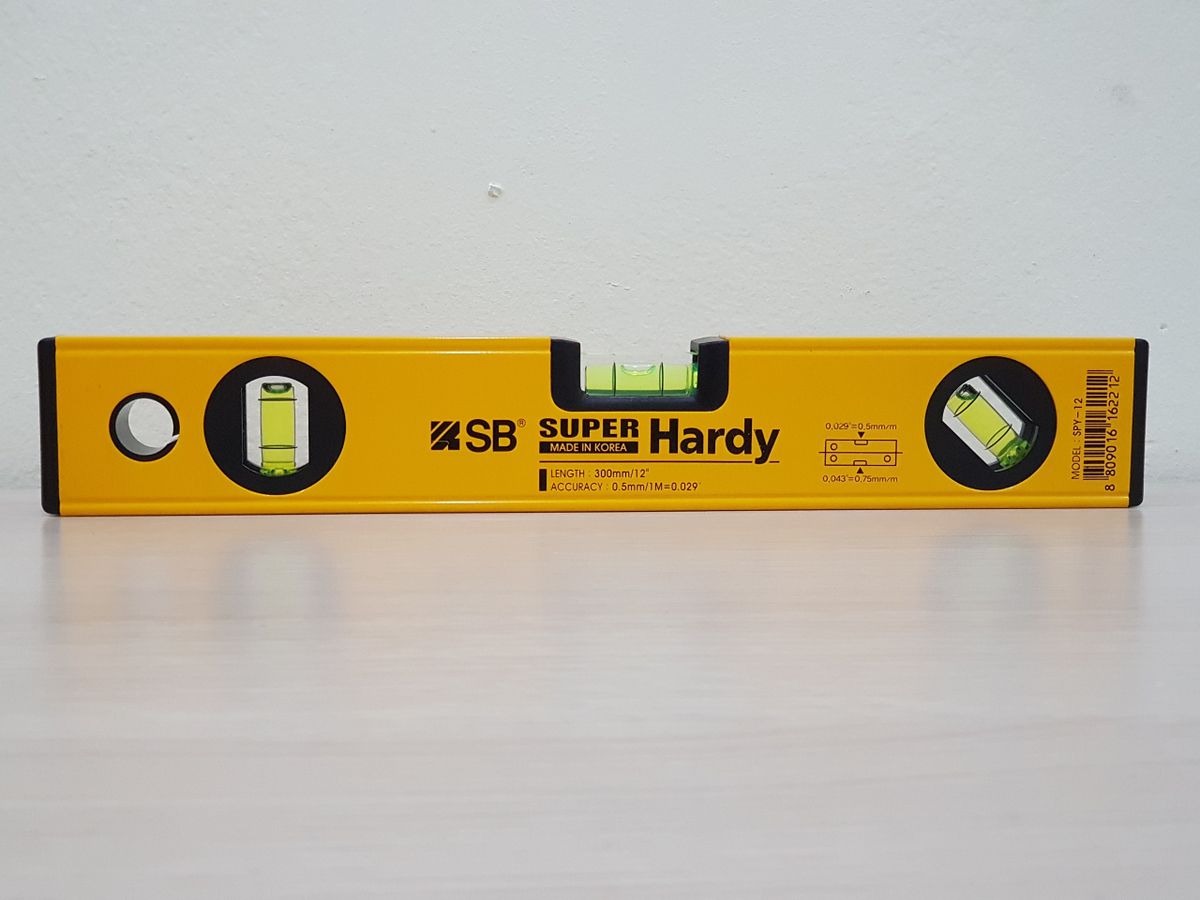 SB®
SUPER
MADE IN KOREA
Hardy
LENGTH : 300mm/12"
ACCURACY : 0.5mm/1M=0.029°
0.029°=0.5mm/m
0.043°=0.75mm/m
MODEL : SPY-12
8 809016 162212